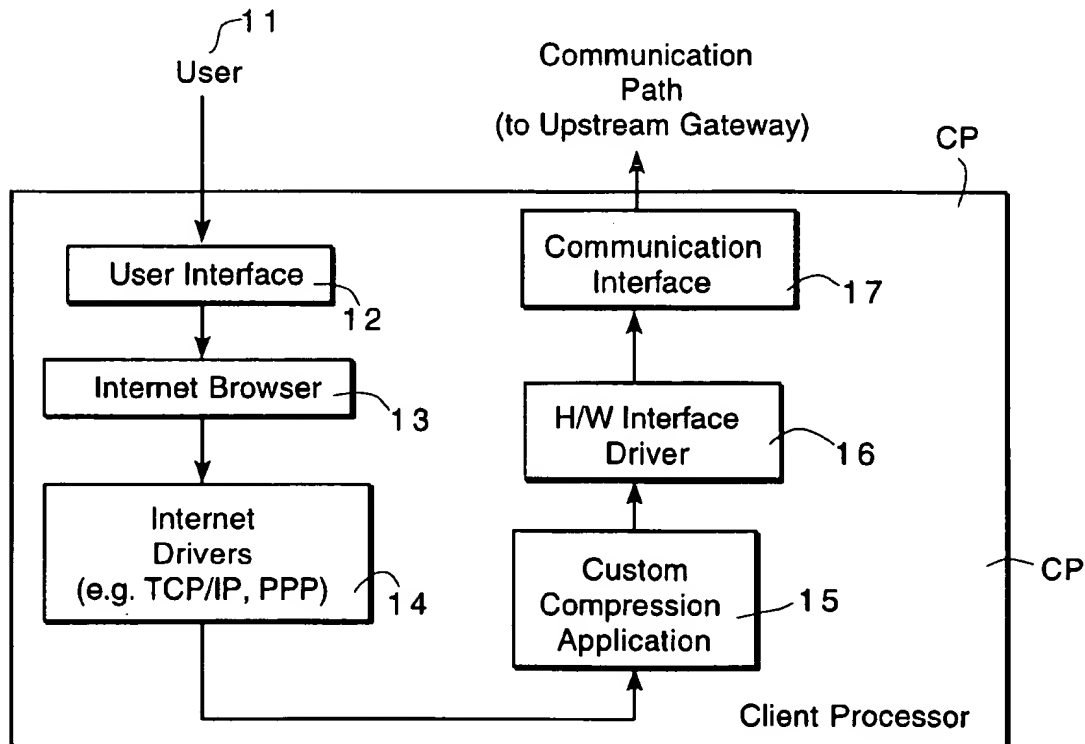 11
User
Communication
Path
(to Upstream Gateway)
CP
User Interface
12
Internet Browser
13
Internet
Drivers
(e.g. TCP/IP, PPP)
14
Custom
Compression
Application
15
H/W Interface
Driver
16
Communication
Interface
17
CP
Client Processor